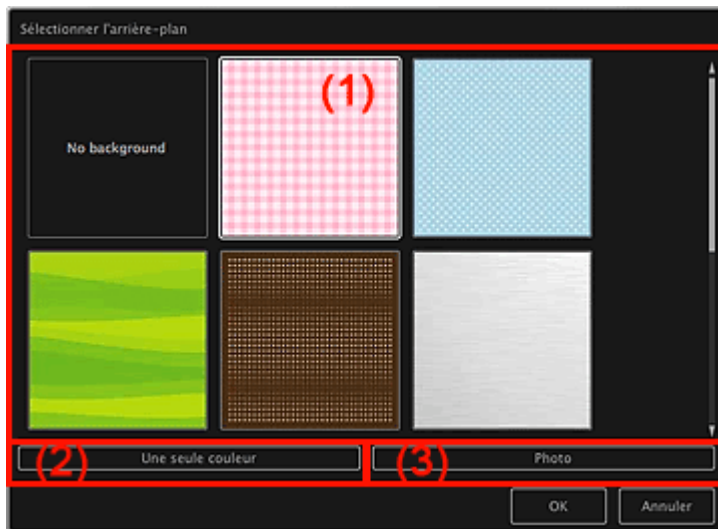 Sélectionner l'arrière-plan
(1)
No background
(2) Une seule couleur
(3) Photo
OK
Annuler